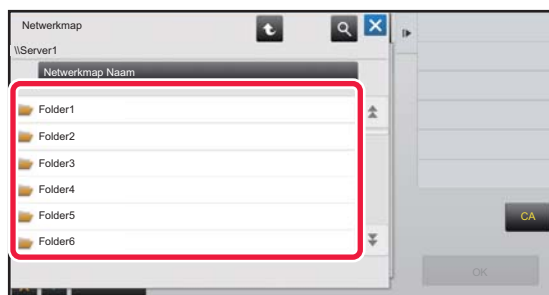 Netwerkmap
\\Server1
Netwerkmap Naam
Folder1
Folder2
Folder3
Folder4
Folder5
Folder6
CA
OK